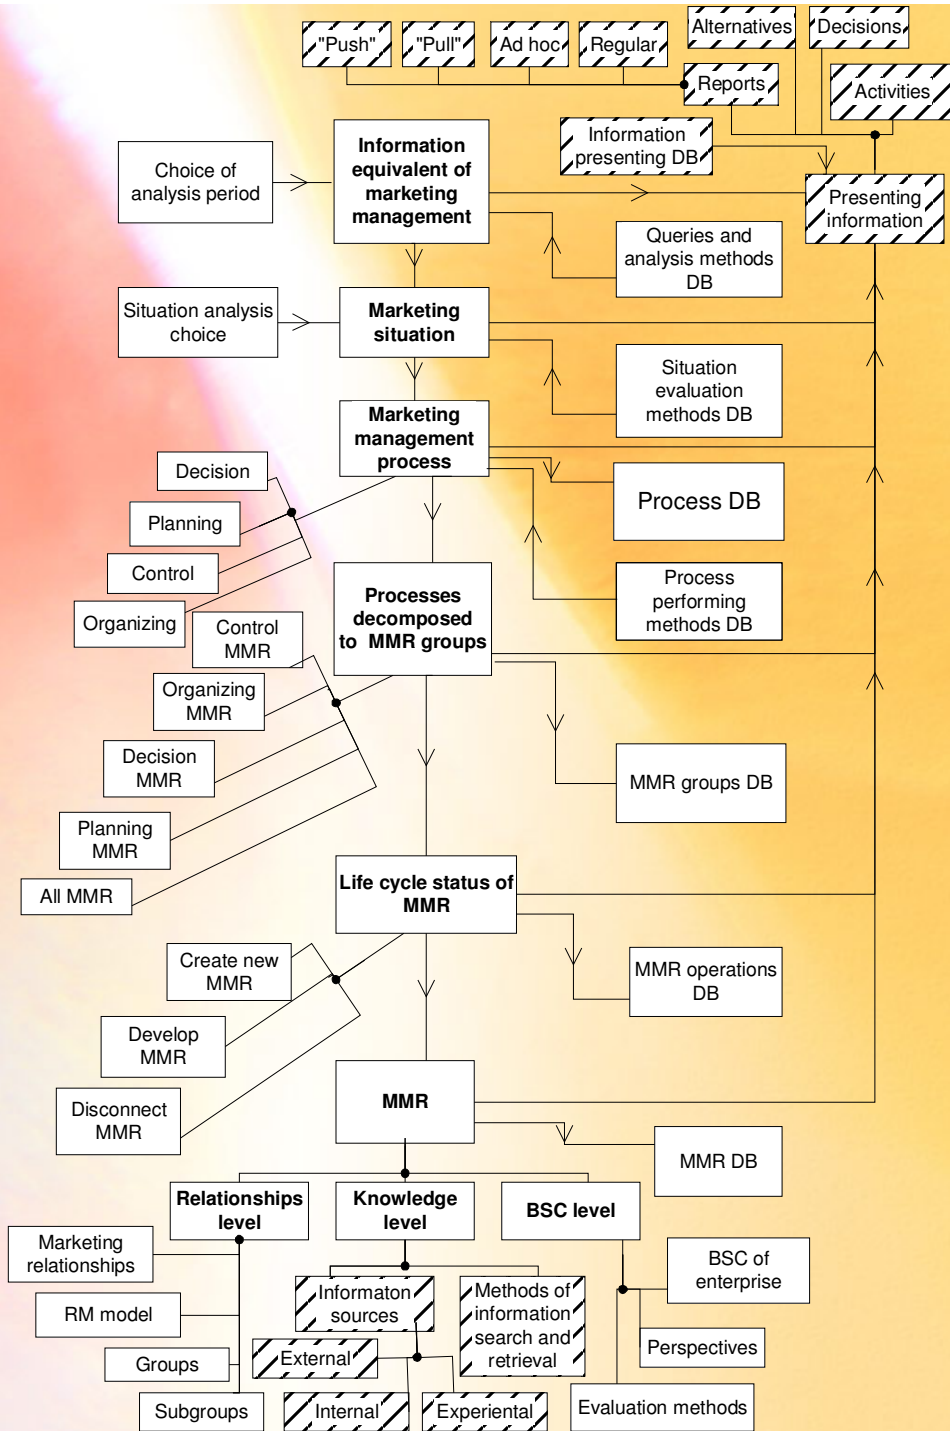 "Push"
"Pull"
Ad hoc
Regular
Alternatives
Decisions
Reports
Activities
Information
presenting DB
Presenting
information
Choice of
analysis period
Information
equivalent of
marketing
management
Queries and
analysis methods
DB
Situation analysis
choice
Marketing
situation
Situation
evaluation
methods DB
Marketing
management
process
Decision
Planning
Control
Organizing
Process DB
Process
performing
methods DB
Processes
decomposed
to MMR groups
Control
MMR
Organizing
MMR
Decision
MMR
Planning
MMR
All MMR
MMR groups DB
Life cycle status of
MMR
Create new
MMR
Develop
MMR
Disconnect
MMR
MMR operations
DB
MMR
MMR DB
Relationships
level
Knowledge
level
BSC level
Marketing
relationships
RM model
Groups
Subgroups
Informaton
sources
Methods of
information
search and
retrieval
External
Internal
Experiental
BSC of
enterprise
Perspectives
Evaluation methods